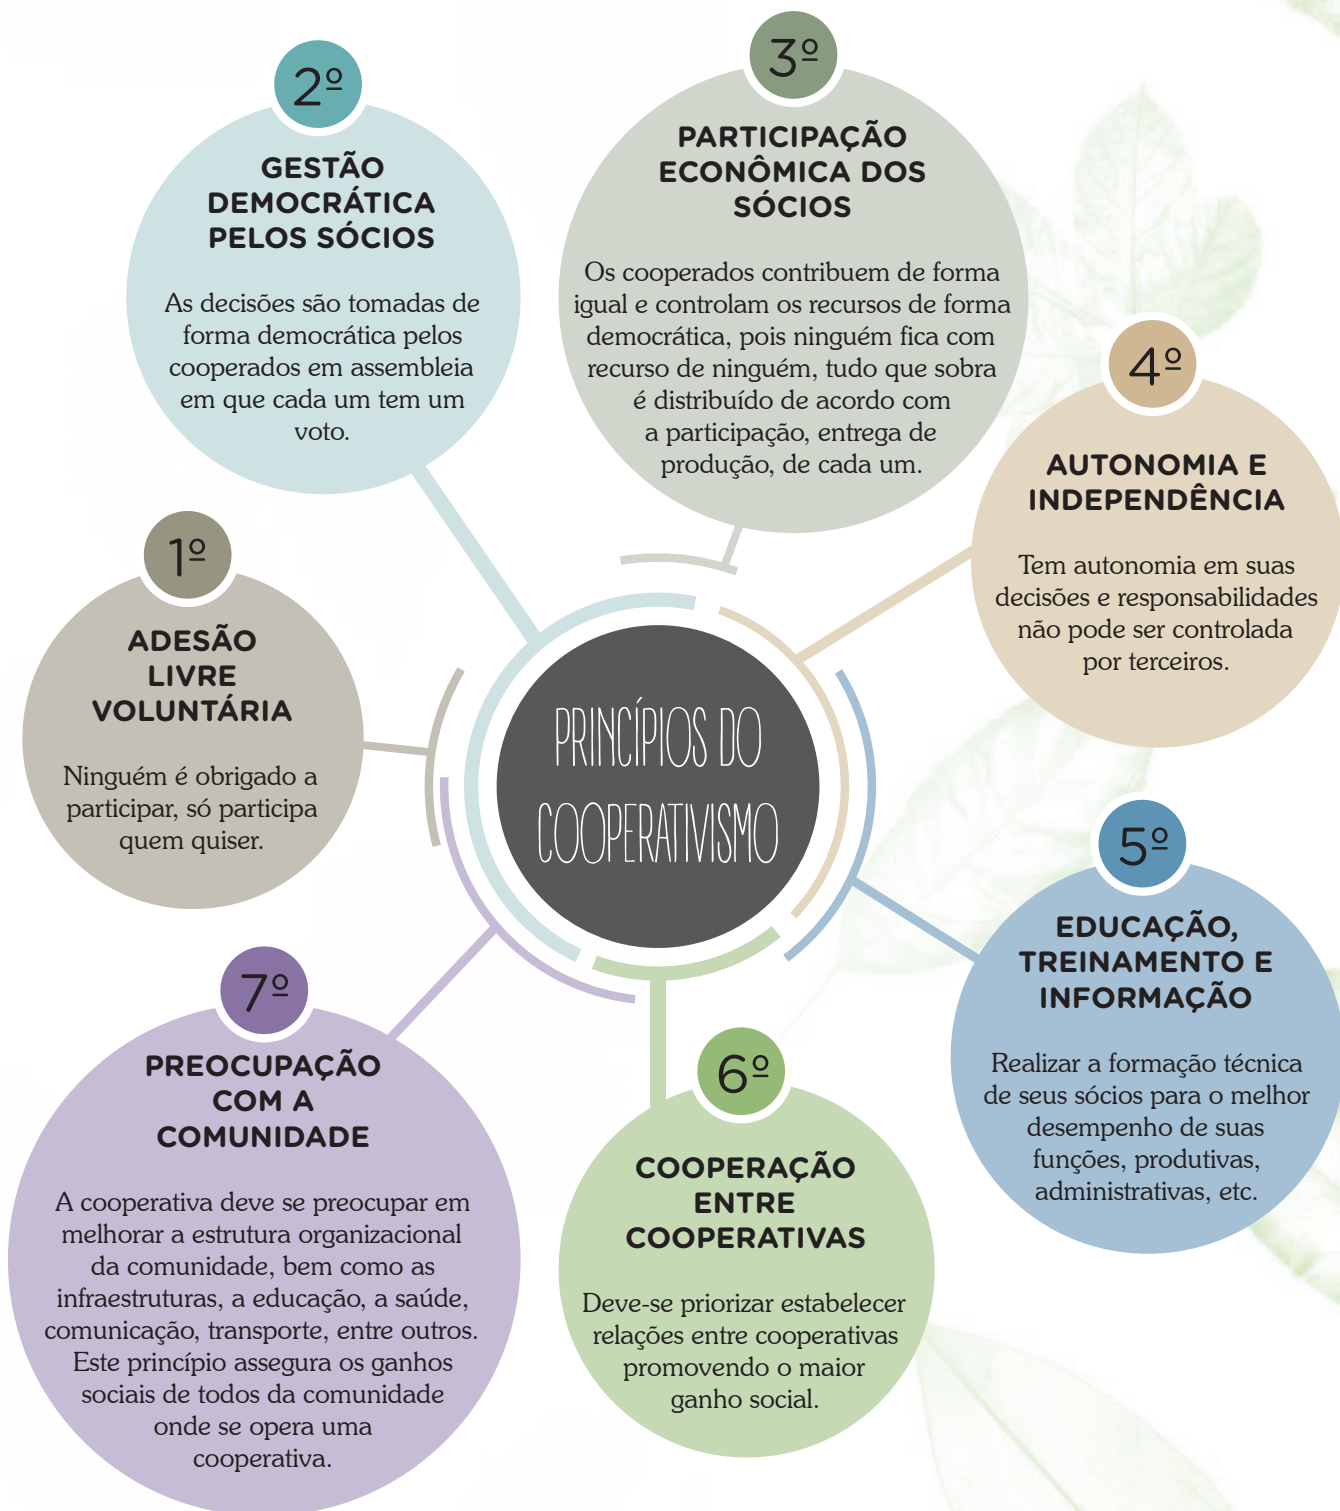 PRINCÍPIOS DO
COOPERATIVISMO
1º
ADESÃO
LIVRE
VOLUNTÁRIA
Ninguém é obrigado a
participar, só participa
quem quiser.
2º
GESTÃO
DEMOCRÁTICA
PELOS SÓCIOS
As decisões são tomadas de
forma democrática pelos
cooperados em assembleia
em que cada um tem um
voto.
3º
PARTICIPAÇÃO
ECONÔMICA DOS
SÓCIOS
Os cooperados contribuem de forma
igual e controlam os recursos de forma
democrática, pois ninguém fica com
recurso de ninguém, tudo que sobra
é distribuído de acordo com
a participação, entrega de
produção, de cada um.
4º
AUTONOMIA E
INDEPENDÊNCIA
Tem autonomia em suas
decisões e responsabilidades
não pode ser controlada
por terceiros.
5º
EDUCAÇÃO,
TREINAMENTO E
INFORMAÇÃO
Realizar a formação técnica
de seus sócios para o melhor
desempenho de suas
funções, produtivas,
administrativas, etc.
6º
COOPERAÇÃO
ENTRE
COOPERATIVAS
Deve-se priorizar estabelecer
relações entre cooperativas
promovendo o maior
ganho social.
7º
PREOCUPAÇÃO
COM A
COMUNIDADE
A cooperativa deve se preocupar em
melhorar a estrutura organizacional
da comunidade, bem como as
infraestruturas, a educação, a saúde,
comunicação, transporte, entre outros.
Este princípio assegura os ganhos
sociais de todos da comunidade
onde se opera uma
cooperativa.